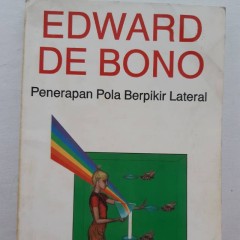 EDWARD
DE BONO
Penerapan Pola Berpikir Lateral